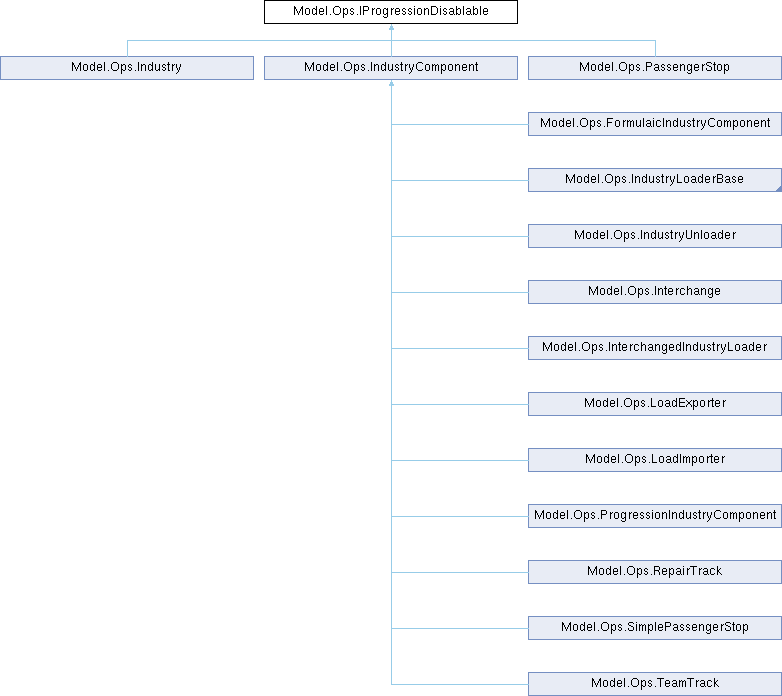 Model.Ops.IProgressionDisablable
Model.Ops.Industry
Model.Ops.IndustryComponent
Model.Ops.PassengerStop
Model.Ops.FormulaicIndustryComponent
Model.Ops.IndustryLoaderBase
Model.Ops.IndustryUnloader
Model.Ops.Interchange
Model.Ops.InterchangedIndustryLoader
Model.Ops.LoadExporter
Model.Ops.LoadImporter
Model.Ops.ProgressionIndustryComponent
Model.Ops.RepairTrack
Model.Ops.SimplePassengerStop
Model.Ops.TeamTrack